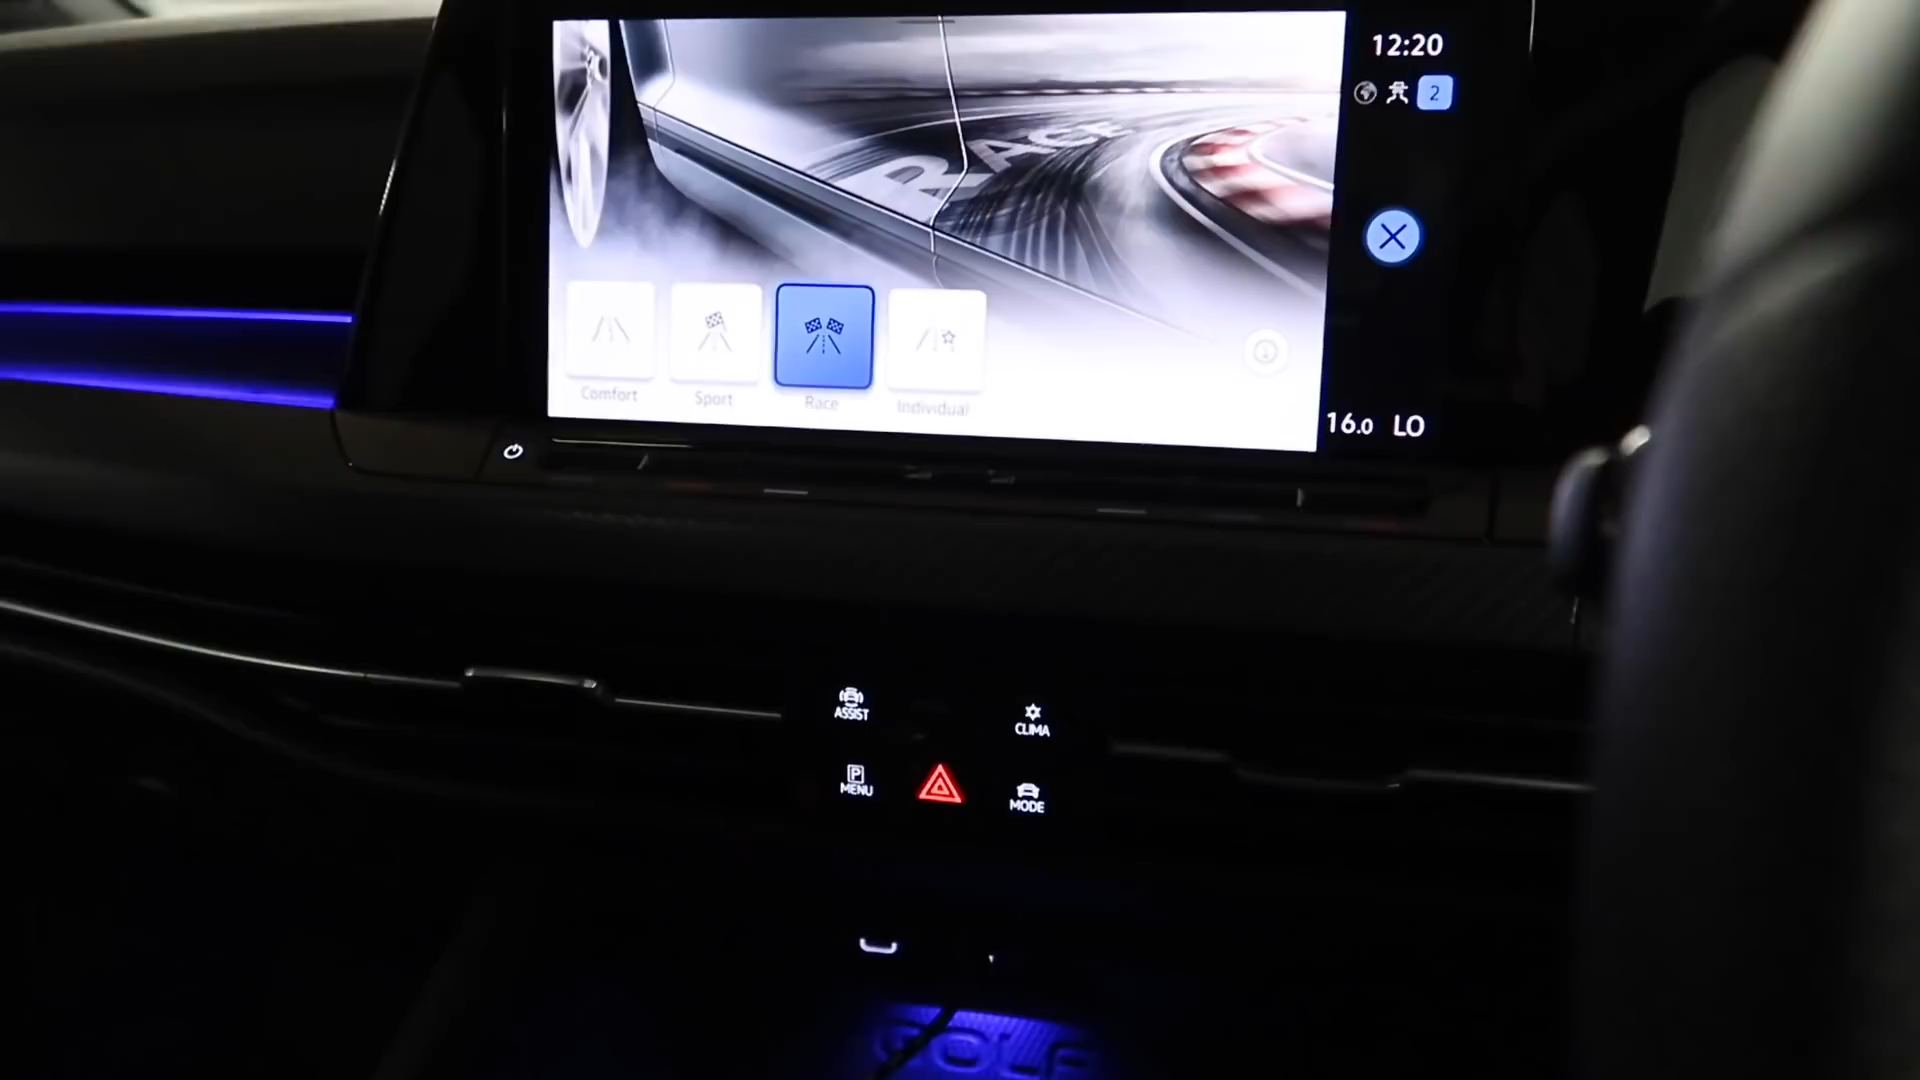 12:20
2
RACE
Comfort
Sport
Race
Individual
16.0 LO
ASSIST
CLIMA
P
MENU
MODE
GOLF